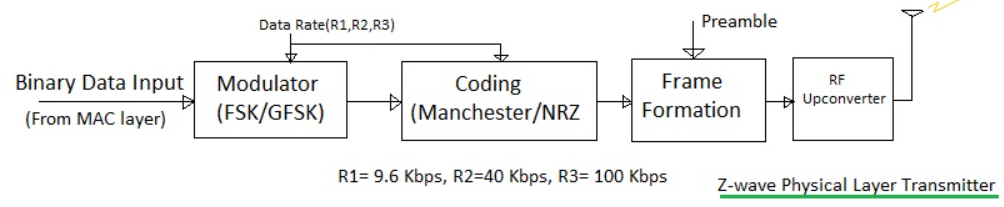 Data Rate(R1,R2,R3)
Preamble
Binary Data Input
(From MAC layer)
Modulator
(FSK/GFSK)
Coding
(Manchester/NRZ
Frame
Formation
RF
Upconverter
R1= 9.6 Kbps, R2=40 Kbps, R3= 100 Kbps
Z-wave Physical Layer Transmitter